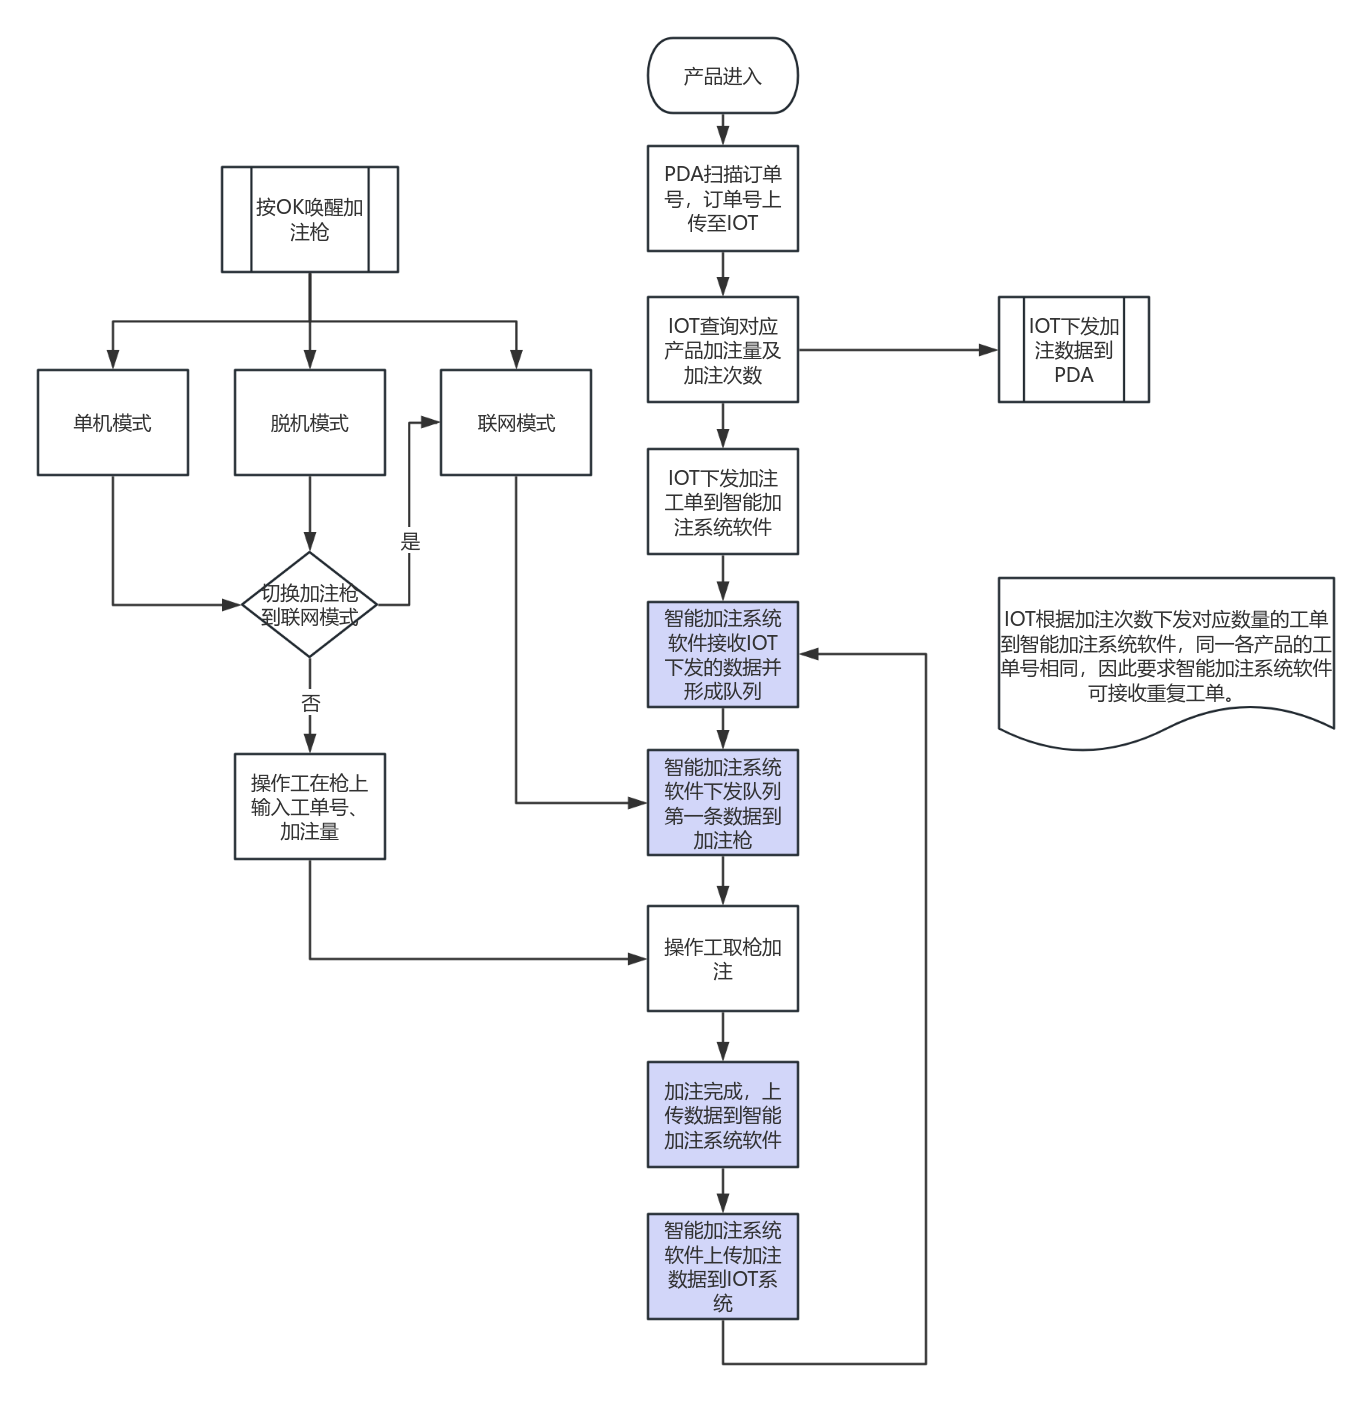 产品进入
PDA扫描订单
号，订单号上
传至IOT
按OK唤醒加
注枪
IOT查询对应
产品加注量及
加注次数
IOT下发加
注数据到
PDA
单机模式
脱机模式
联网模式
IOT下发加注
工单到智能加
注系统软件
是
切换加注枪
到联网模式
智能加注系统
软件接收IOT
下发的数据并
形成队列
IOT根据加注次数下发对应数量的工单
到智能加注系统软件，同一各产品的工
单号相同，因此要求智能加注系统软件
可接收重复工单。
否
操作工在枪上
输入工单号、
加注量
智能加注系统
软件下发队列
第一条数据到
加注枪
操作工取枪加
注
加注完成，上
传数据到智能
加注系统软件
智能加注系统
软件上传加注
数据到IOT系
统